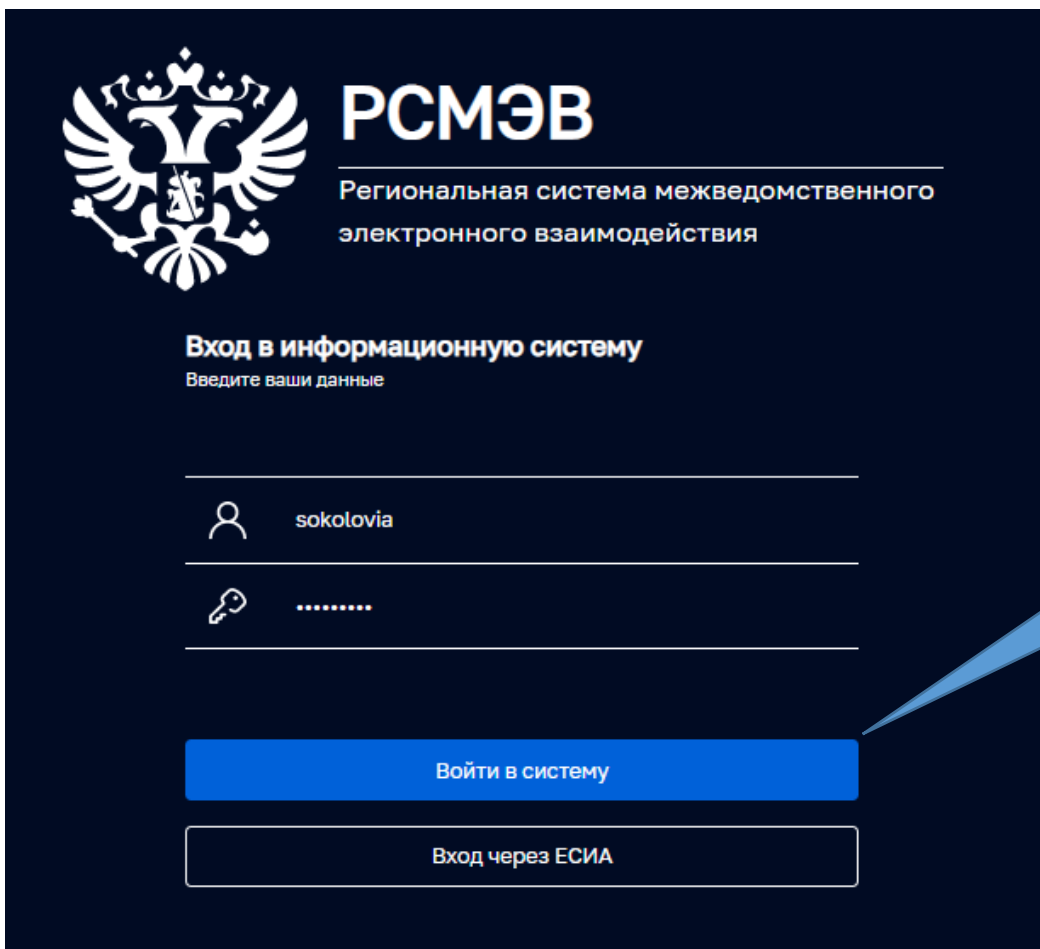 РСМЭВ
Региональная система межведомственного
электронного взаимодействия
Вход в информационную систему
Введите ваши данные
sokolovia
•••••••••
Войти в систему
Вход через ЕСИА